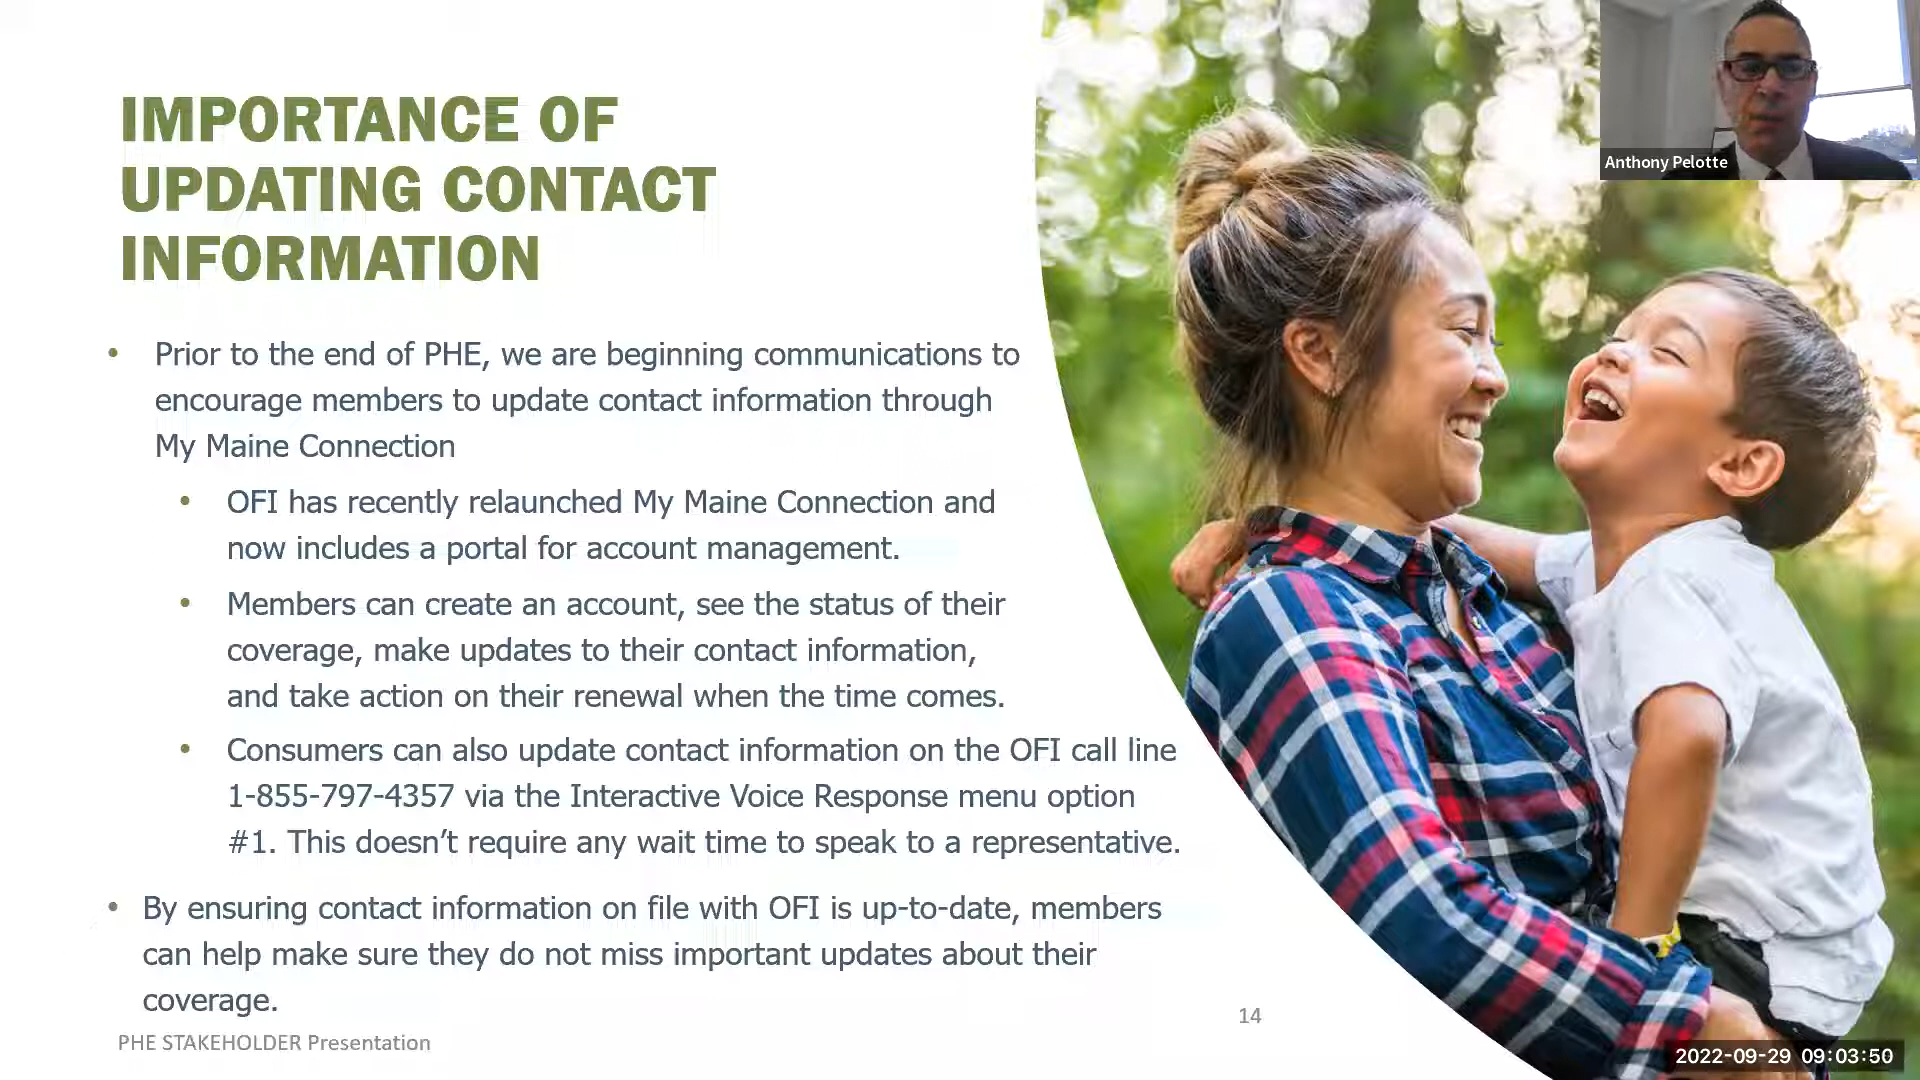 IMPORTANCE OF
UPDATING CONTACT
INFORMATION
• Prior to the end of PHE, we are beginning communications to
encourage members to update contact information through
My Maine Connection
• OFI has recently relaunched My Maine Connection and
now includes a portal for account management.
• Members can create an account, see the status of their
coverage, make updates to their contact information,
and take action on their renewal when the time comes.
• Consumers can also update contact information on the OFI call line
1-855-797-4357 via the Interactive Voice Response menu option
#1. This doesn’t require any wait time to speak to a representative.
• By ensuring contact information on file with OFI is up-to-date, members
can help make sure they do not miss important updates about their
coverage.
PHE STAKEHOLDER Presentation
14
Anthony Pelotte
2022-09-29 09:03:50